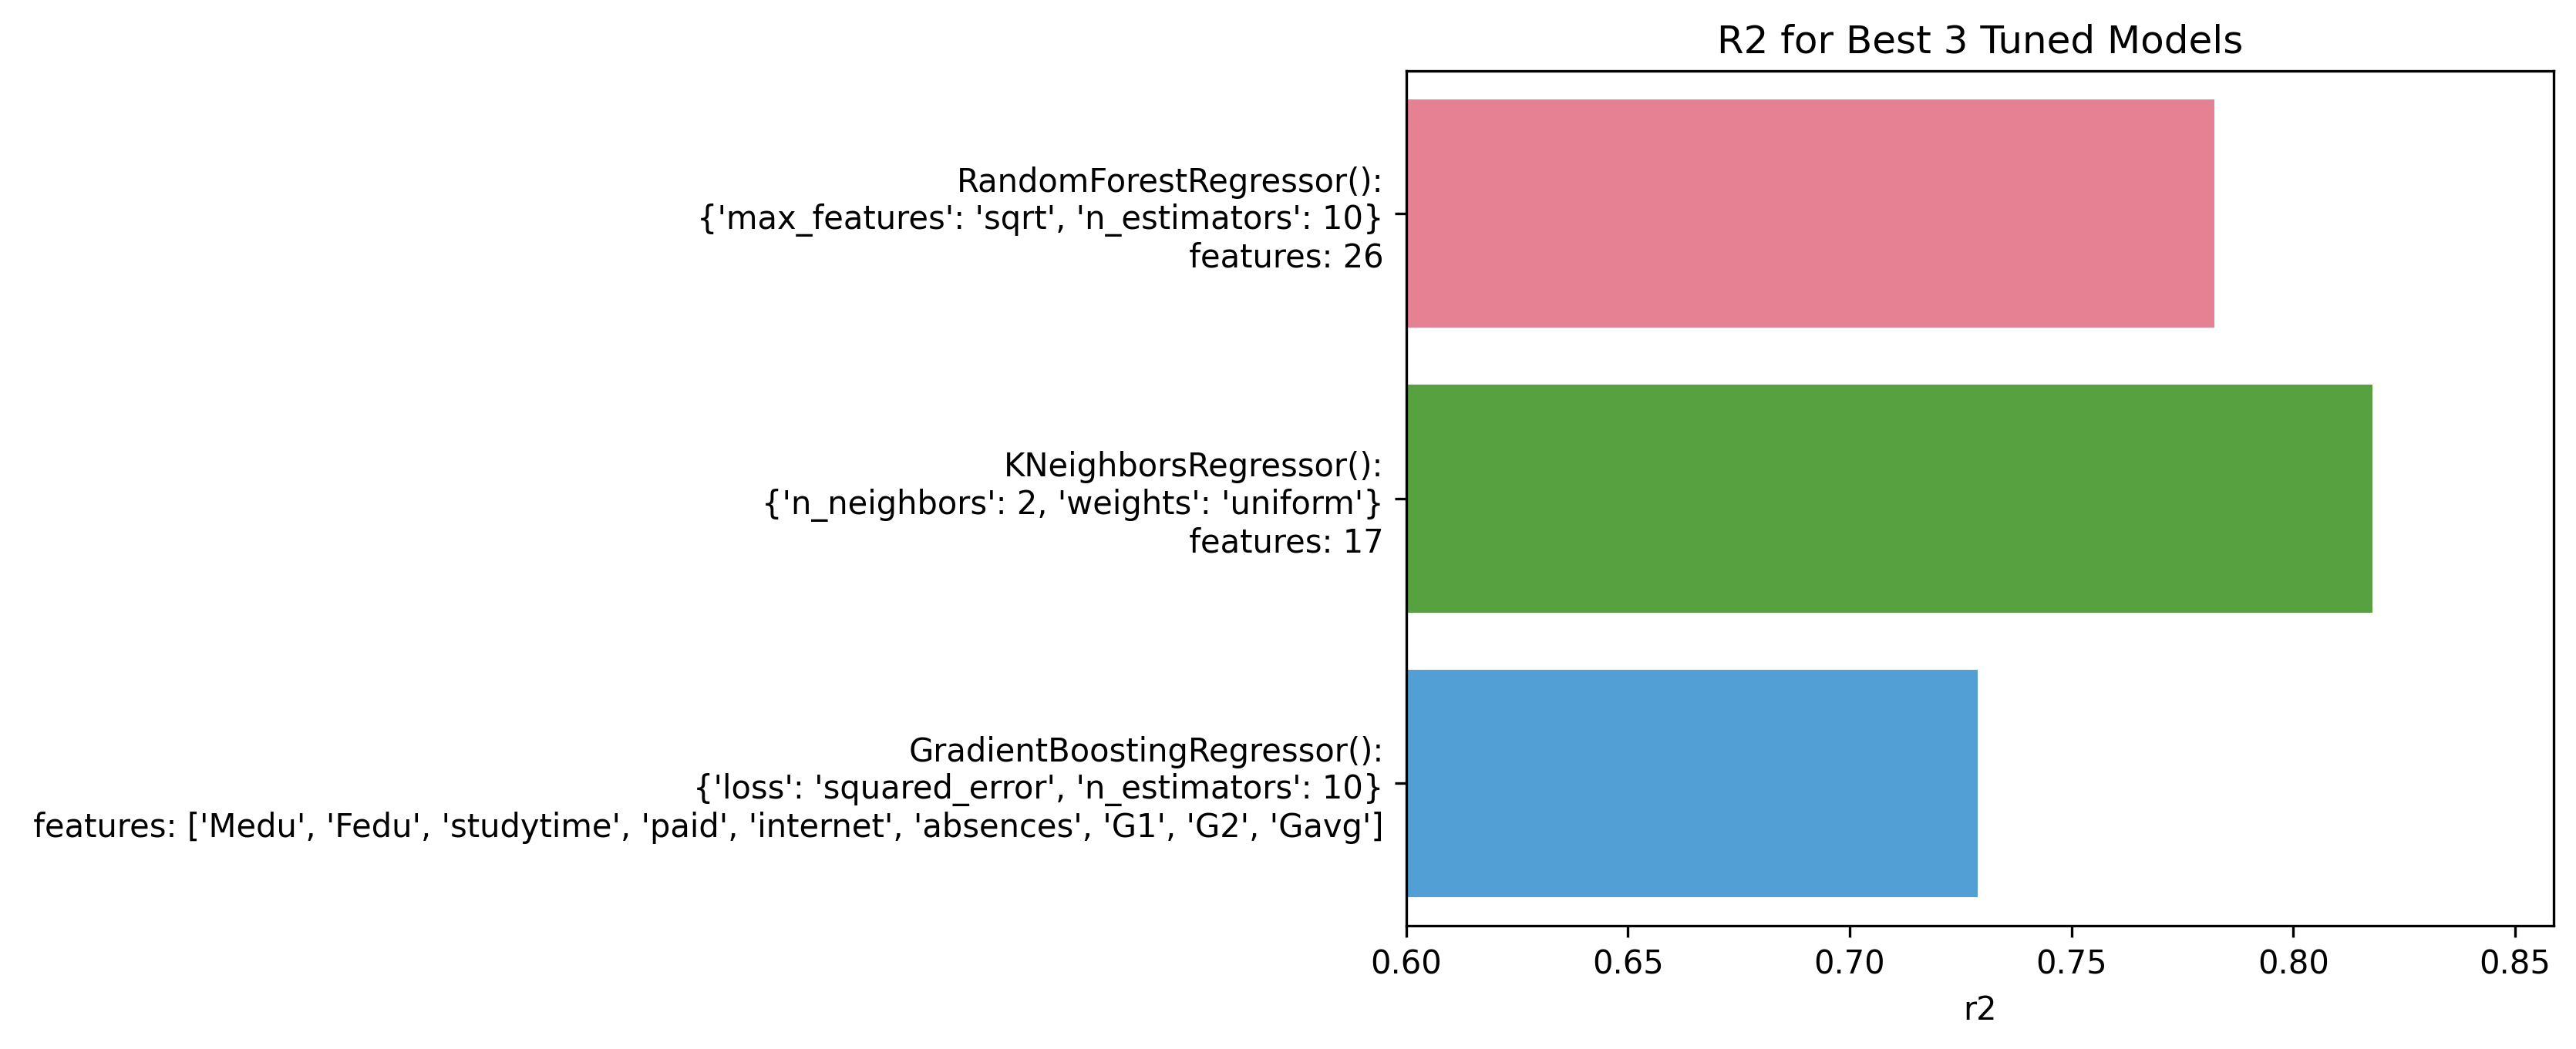 R2 for Best 3 Tuned Models
RandomForestRegressor():
{'max_features': 'sqrt', 'n_estimators': 10}
features: 26
KNeighborsRegressor():
{'n_neighbors': 2, 'weights': 'uniform'}
features: 17
GradientBoostingRegressor():
{'loss': 'squared_error', 'n_estimators': 10}
features: ['Medu', 'Fedu', 'studytime', 'paid', 'internet', 'absences', 'G1', 'G2', 'Gavg']
0.60 0.65 0.70 0.75 0.80 0.85
r2